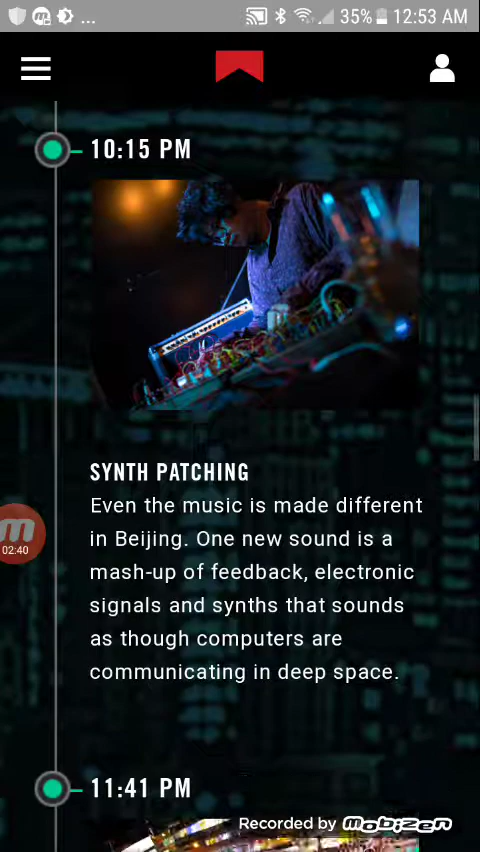 ... 35% 12:53 AM
10:15 PM
SYNTH PATCHING
Even the music is made different
in Beijing. One new sound is a
mash-up of feedback, electronic
signals and synths that sounds
as though computers are
communicating in deep space.
02:40
11:41 PM
Recorded by mobizen